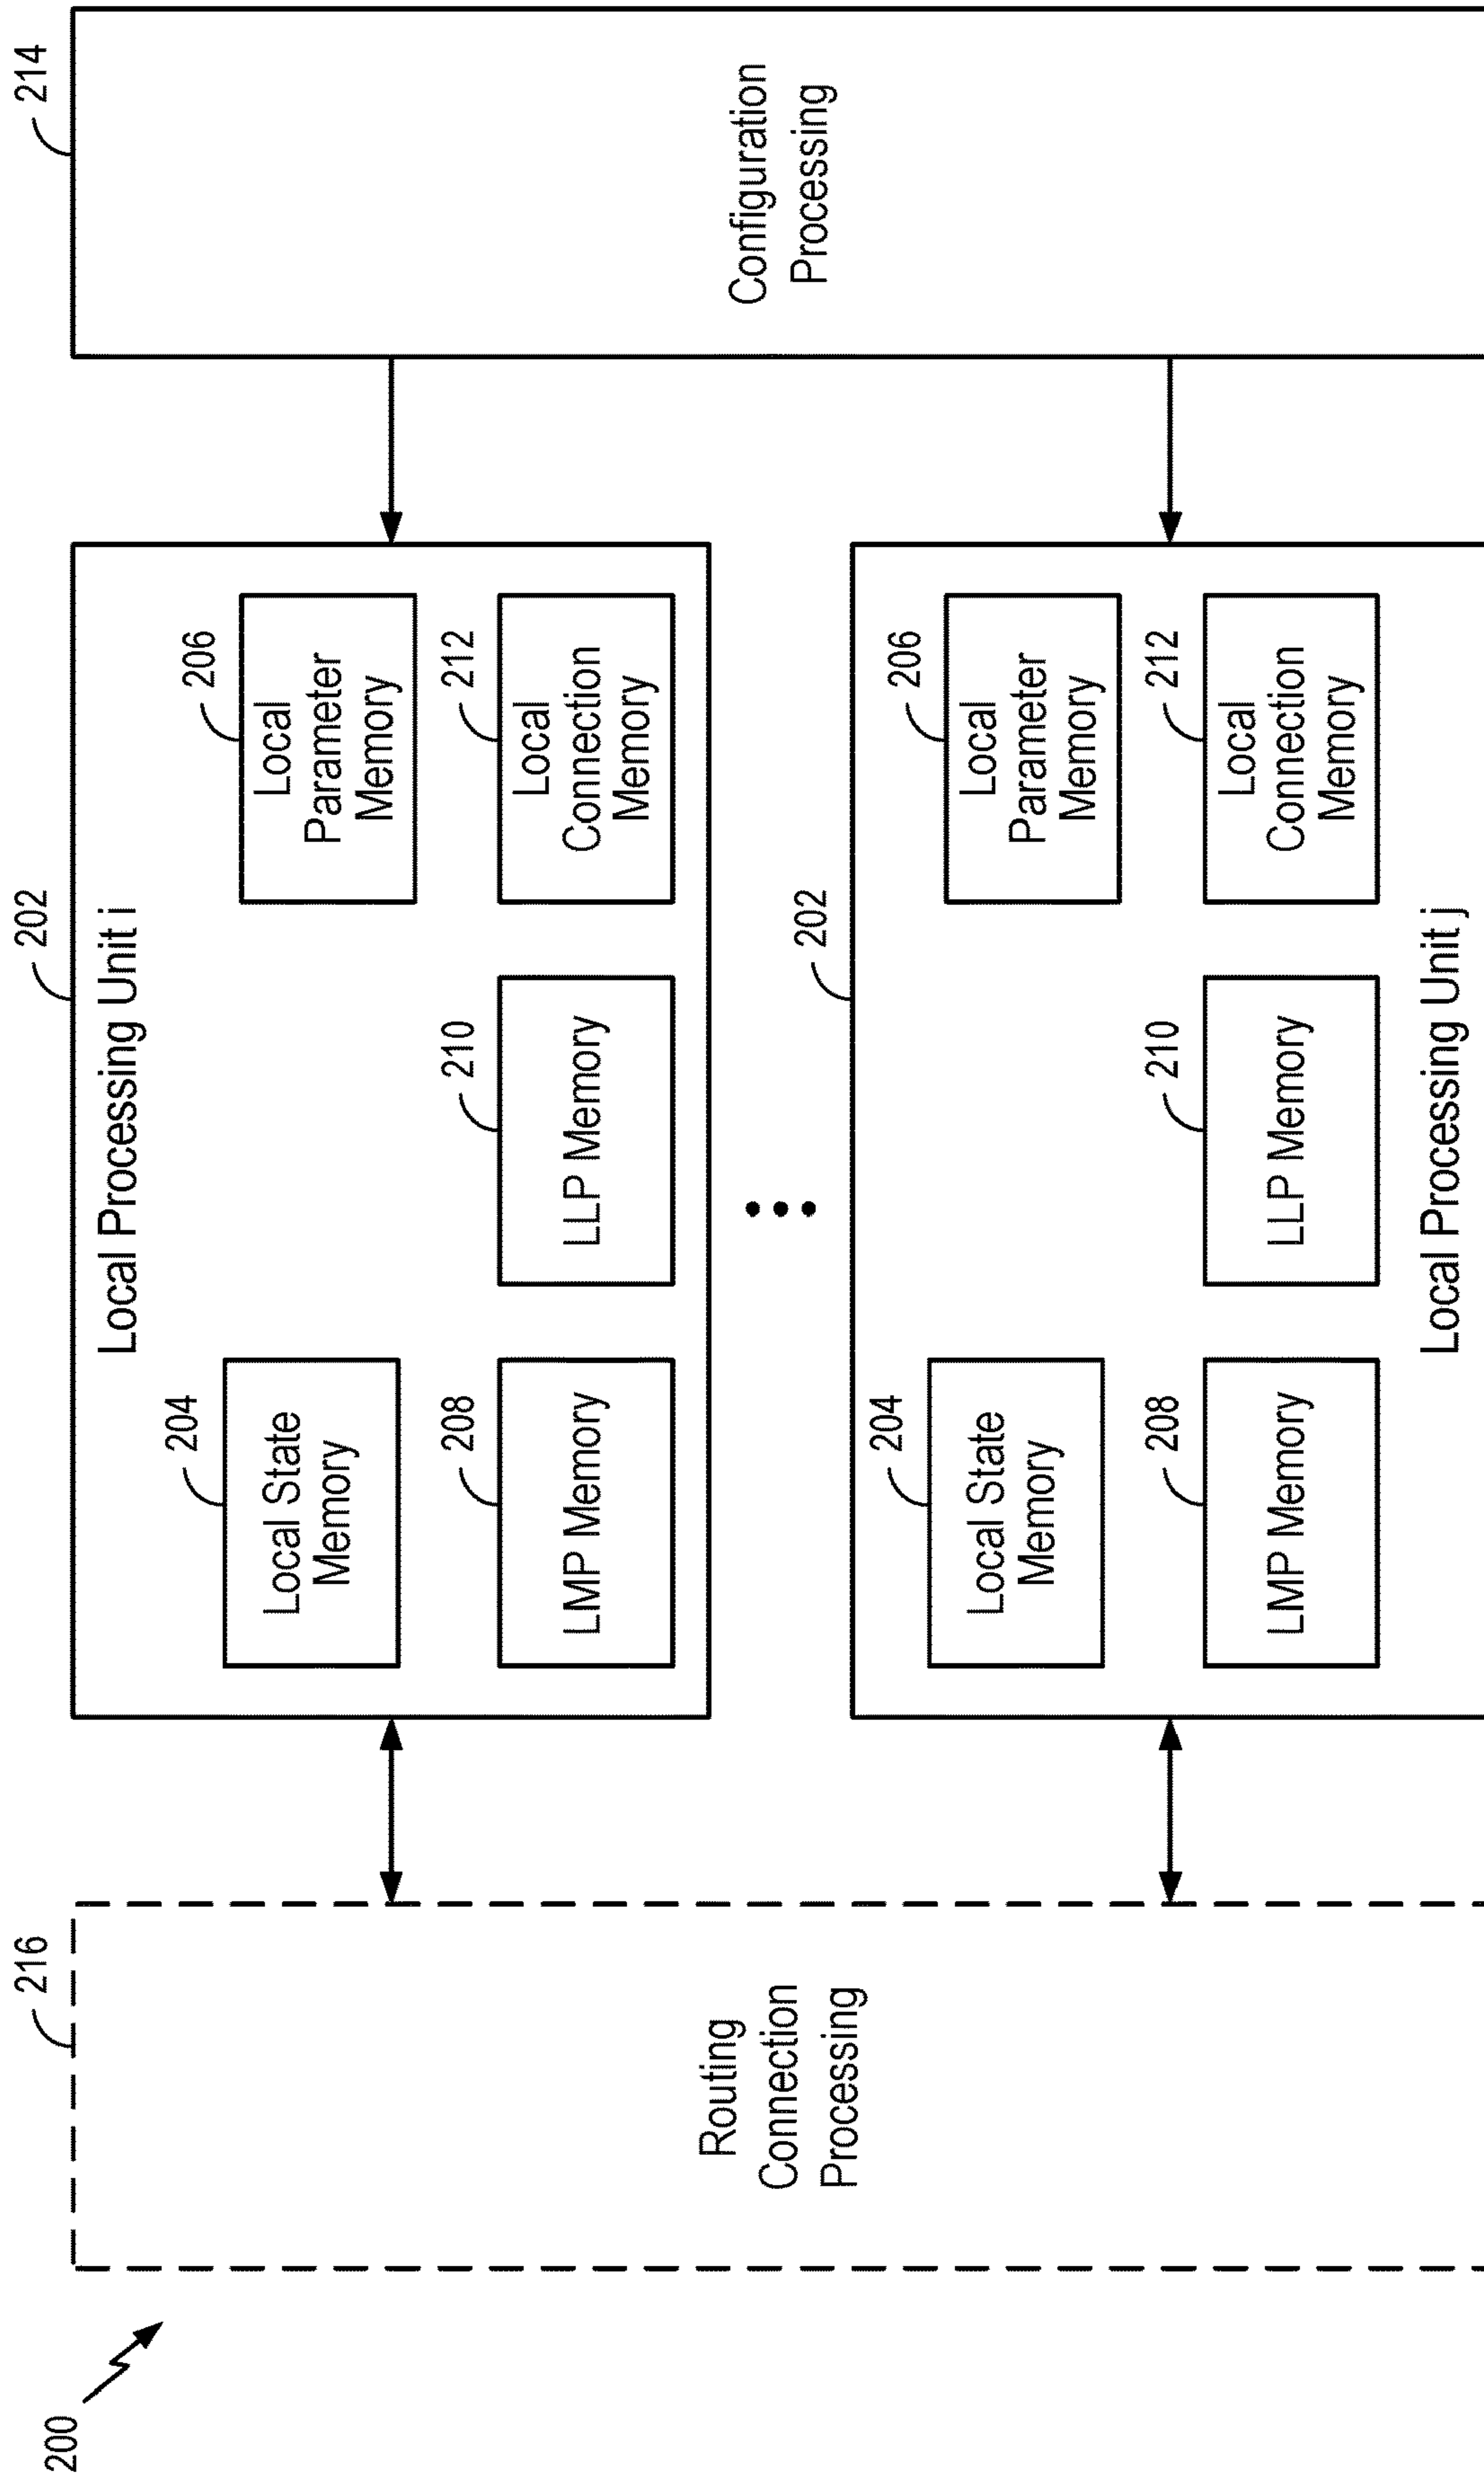 200
216
Routing
Connection
Processing
202
Local Processing Unit i
204
Local State
Memory
206
Local
Parameter
Memory
208
LMP Memory
210
LLP Memory
212
Local
Connection
Memory
202
204
Local State
Memory
206
Local
Parameter
Memory
208
LMP Memory
210
LLP Memory
212
Local
Connection
Memory
Local Processing Unit j
214
Configuration
Processing